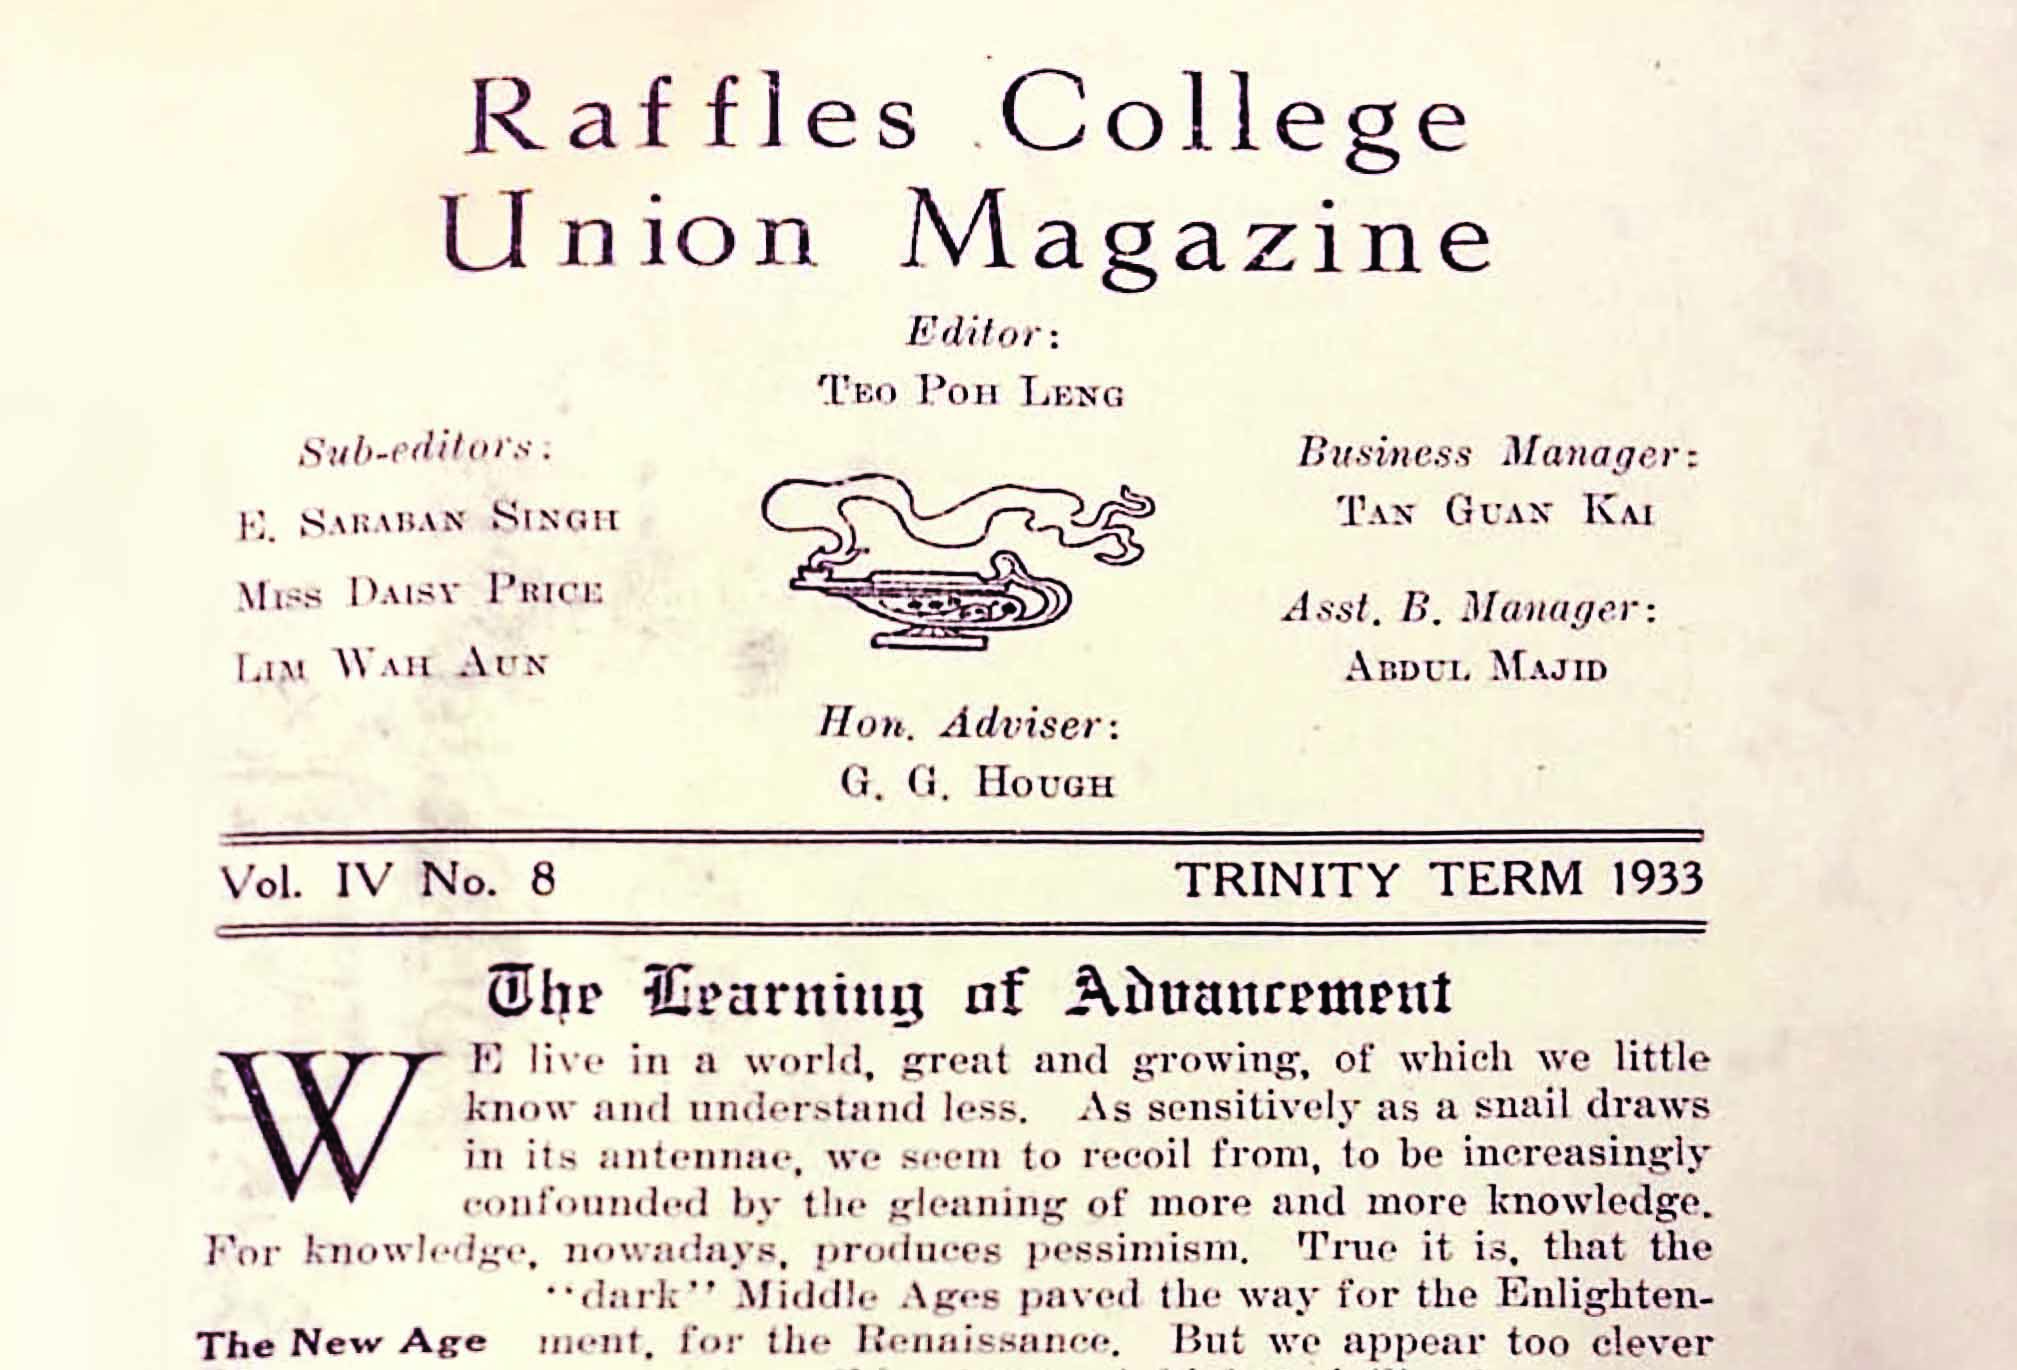 Raffles College
Union Magazine
Editor:
TEO POH LENG
Sub-editors:
E. SARABAN SINGH
MISS DAISY PRICE
LIM WAH AUN
Business Manager:
TAN GUAN KAI
Asst. B. Manager:
ABDUL MAJID
Hon. Adviser:
G. G. HOUGH
Vol. IV No. 8 TRINITY TERM 1933
The Learning of Advancement
WE live in a world, great and growing, of which we little
know and understand less. As sensitively as a snail draws
in its antennae, we seem to recoil from, to be increasingly
confounded by the gleaning of more and more knowledge.
For knowledge, nowadays, produces pessimism. True it is, that the
"dark" Middle Ages paved the way for the Enlighten-
The New Age ment, for the Renaissance. But we appear too clever